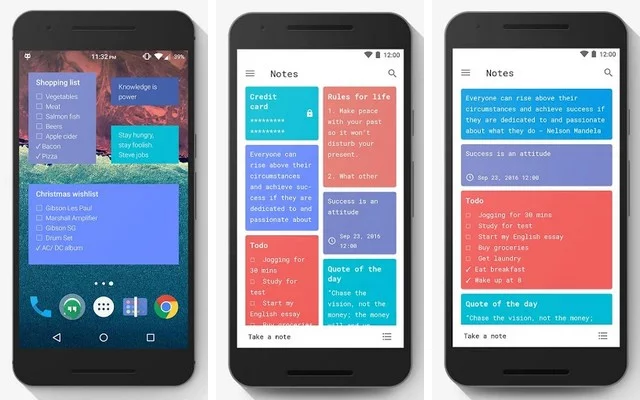 11:32 PM
39%
Shopping list
Vegetables
Meat
Salmon fish
Beers
Apple cider
Bacon
Pizza
Knowledge is
power
Stay hungry,
stay foolish.
Steve jobs
Christmas wishlist
Gibson Les Paul
Marshall Amplifier
Gibson SG
Drum Set
AC/ DC album
12:00
Notes
Credit
card
********
********
Everyone can
rise above their
circumstances
and achieve suc-
cess if they are
dedicated to and
passionate about
Todo
Jogging for
30 mins
Study for
test
Start my
English essay
Buy groceries
Rules for life
1. Make peace
with your past
so it won't
disturb your
present.
2. What other
Success is an
attitude
Sep 23, 2016
12:00
Quote of the
day
"Chase the
vision, not the
money; the money
will end up
Take a note
12:00
Notes
Everyone can rise above their
circumstances and achieve success if
they are dedicated to and passionate
about what they do – Nelson Mandela
Success is an attitude
Sep 22, 2016 12:00
Todo
Jogging for 30 mins
Study for test
Start my English essay
Buy groceries
Get laundry
Eat breakfast
Wake up at 8
Quote of the day
"Chase the vision, not the money;
Take a note